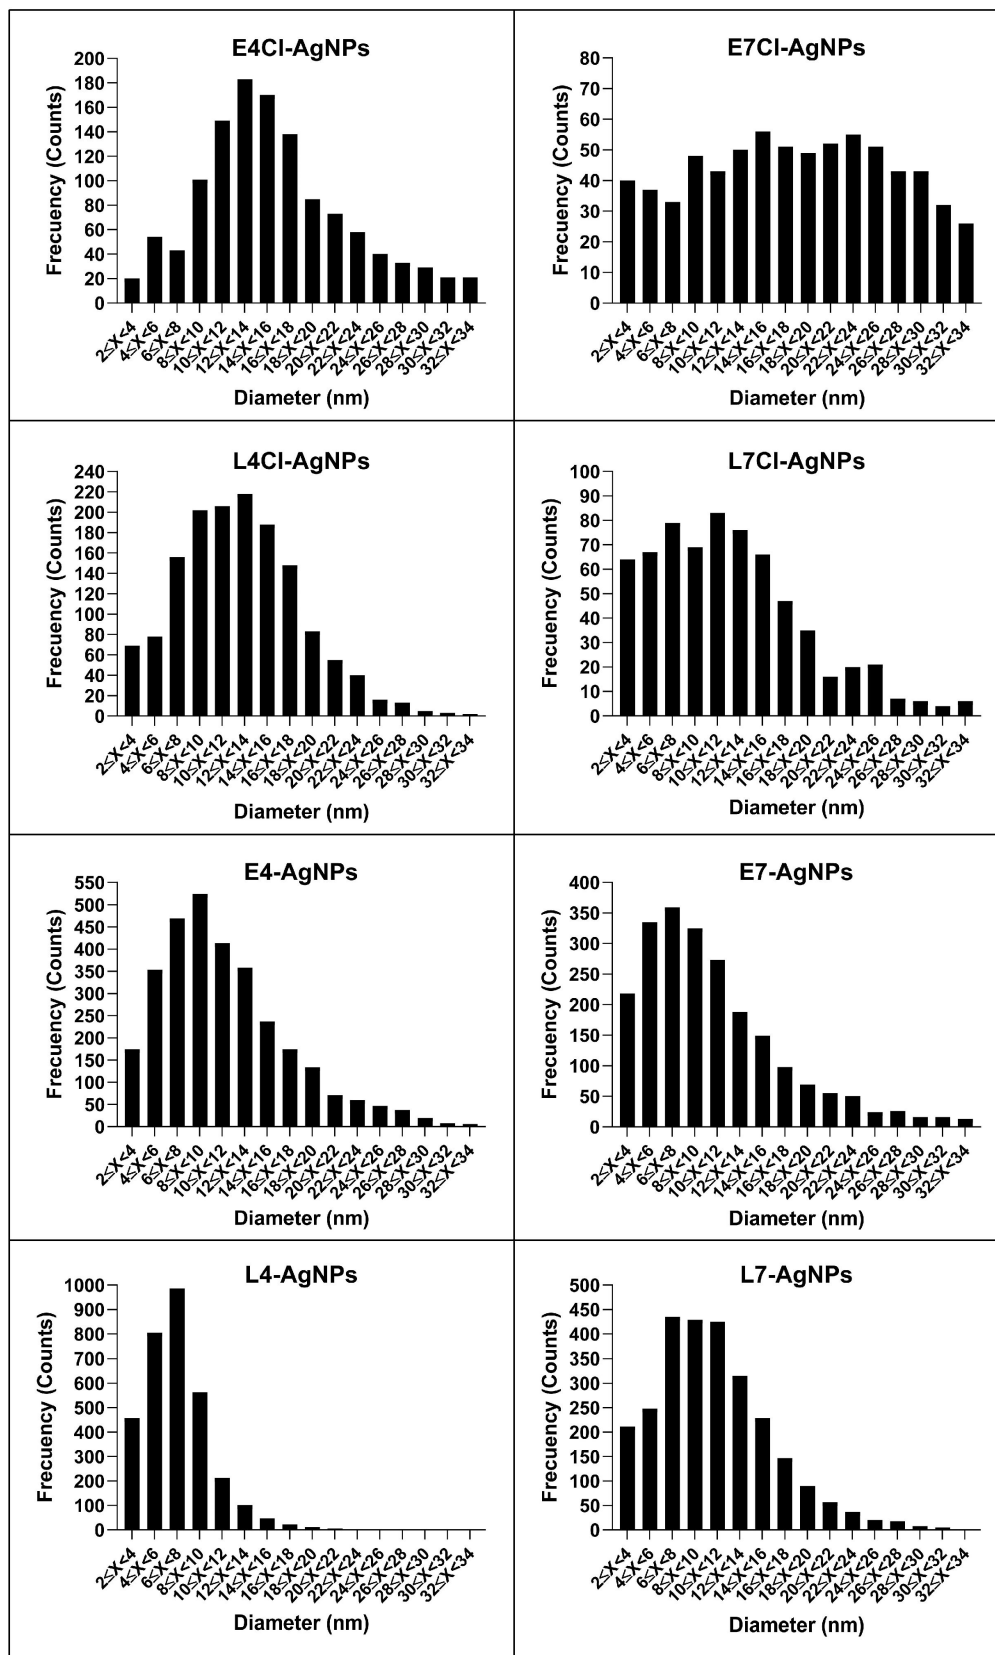 E4Cl-AgNPs
Frecuency (Counts)
200
180
160
140
120
100
80
60
40
20
0
2≤X<4
4≤X<6
6≤X<8
8≤X<10
10≤X<12
12≤X<14
14≤X<16
16≤X<18
18≤X<20
20≤X<22
22≤X<24
24≤X<26
26≤X<28
28≤X<30
30≤X<32
32≤X<34
Diameter (nm)
E7Cl-AgNPs
Frecuency (Counts)
80
70
60
50
40
30
20
10
0
2≤X<4
4≤X<6
6≤X<8
8≤X<10
10≤X<12
12≤X<14
14≤X<16
16≤X<18
18≤X<20
20≤X<22
22≤X<24
24≤X<26
26≤X<28
28≤X<30
30≤X<32
32≤X<34
Diameter (nm)
L4Cl-AgNPs
Frecuency (Counts)
240
220
200
180
160
140
120
100
80
60
40
20
0
2≤X<4
4≤X<6
6≤X<8
8≤X<10
10≤X<12
12≤X<14
14≤X<16
16≤X<18
18≤X<20
20≤X<22
22≤X<24
24≤X<26
26≤X<28
28≤X<30
30≤X<32
32≤X<34
Diameter (nm)
L7Cl-AgNPs
Frecuency (Counts)
100
90
80
70
60
50
40
30
20
10
0
2≤X<4
4≤X<6
6≤X<8
8≤X<10
10≤X<12
12≤X<14
14≤X<16
16≤X<18
18≤X<20
20≤X<22
22≤X<24
24≤X<26
26≤X<28
28≤X<30
30≤X<32
32≤X<34
Diameter (nm)
E4-AgNPs
Frecuency (Counts)
550
500
450
400
350
300
250
200
150
100
50
0
2≤X<4
4≤X<6
6≤X<8
8≤X<10
10≤X<12
12≤X<14
14≤X<16
16≤X<18
18≤X<20
20≤X<22
22≤X<24
24≤X<26
26≤X<28
28≤X<30
30≤X<32
32≤X<34
Diameter (nm)
E7-AgNPs
Frecuency (Counts)
400
350
300
250
200
150
100
50
0
2≤X<4
4≤X<6
6≤X<8
8≤X<10
10≤X<12
12≤X<14
14≤X<16
16≤X<18
18≤X<20
20≤X<22
22≤X<24
24≤X<26
26≤X<28
28≤X<30
30≤X<32
32≤X<34
Diameter (nm)
L4-AgNPs
Frecuency (Counts)
1000
900
800
700
600
500
400
300
200
100
0
2≤X<4
4≤X<6
6≤X<8
8≤X<10
10≤X<12
12≤X<14
14≤X<16
16≤X<18
18≤X<20
20≤X<22
22≤X<24
24≤X<26
26≤X<28
28≤X<30
30≤X<32
32≤X<34
Diameter (nm)
L7-AgNPs
Frecuency (Counts)
500
450
400
350
300
250
200
150
100
50
0
2≤X<4
4≤X<6
6≤X<8
8≤X<10
10≤X<12
12≤X<14
14≤X<16
16≤X<18
18≤X<20
20≤X<22
22≤X<24
24≤X<26
26≤X<28
28≤X<30
30≤X<32
32≤X<34
Diameter (nm)